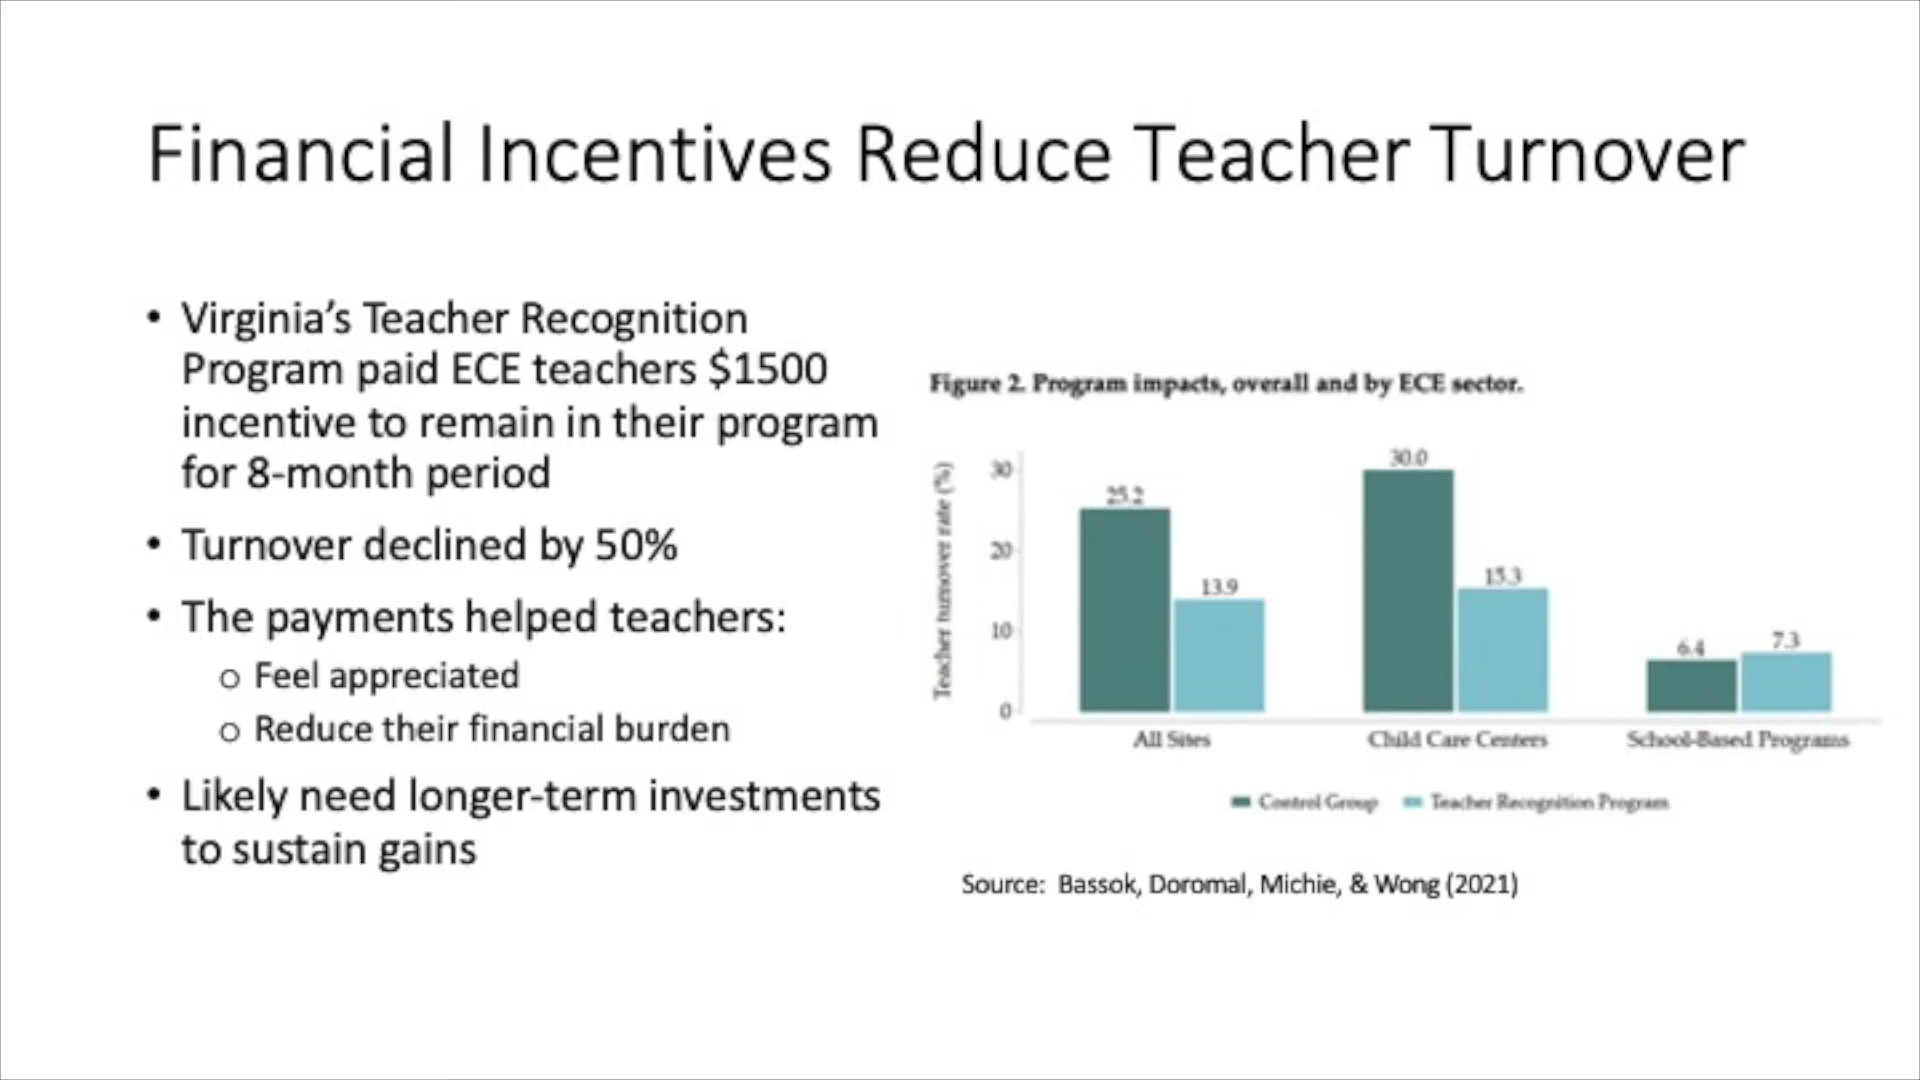 Financial Incentives Reduce Teacher Turnover
• Virginia's Teacher Recognition
Program paid ECE teachers $1500
incentive to remain in their program
for 8-month period
• Turnover declined by 50%
• The payments helped teachers:
o Feel appreciated
o Reduce their financial burden
• Likely need longer-term investments
to sustain gains
Figure 2. Program impacts, overall and by ECE sector.
Teacher turnover rate (%)
30
20
10
0
25.2
13.9
30.0
15.3
6.4
7.3
All Sites
Child Care Centers
School-Based Programs
Control Group
Teacher Recognition Program
Source: Bassok, Doromal, Michie, & Wong (2021)